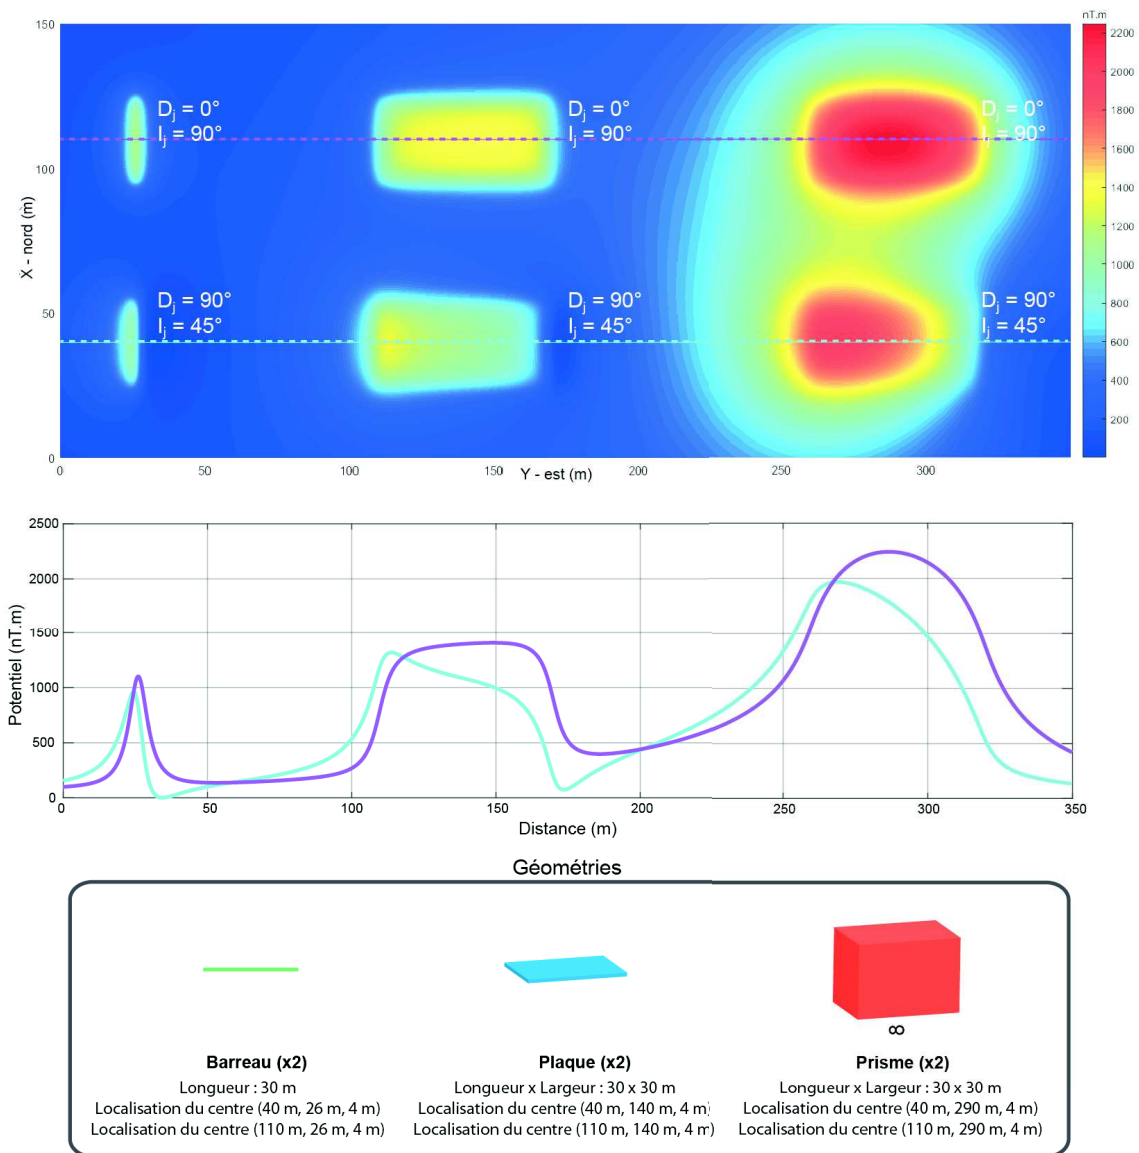 nT.m
150
100
50
0
X - nord (m)
0
50
100
150
200
250
300
Y - est (m)
2200
2000
1800
1600
1400
1200
1000
800
600
400
200
Dj = 0°
Ij = 90°
Dj = 0°
Ij = 90°
Dj = 0°
Ij = 90°
Dj = 90°
Ij = 45°
Dj = 90°
Ij = 45°
Dj = 90°
Ij = 45°
2500
2000
1500
1000
500
0
Potentiel (nT.m)
0
50
100
150
200
250
300
350
Distance (m)
Géométries
∞
Barreau (x2)
Longueur : 30 m
Localisation du centre (40 m, 26 m, 4 m)
Localisation du centre (110 m, 26 m, 4 m)
Plaque (x2)
Longueur x Largeur : 30 x 30 m
Localisation du centre (40 m, 140 m, 4 m)
Localisation du centre (110 m, 140 m, 4 m)
Prisme (x2)
Longueur x Largeur : 30 x 30 m
Localisation du centre (40 m, 290 m, 4 m)
Localisation du centre (110 m, 290 m, 4 m)